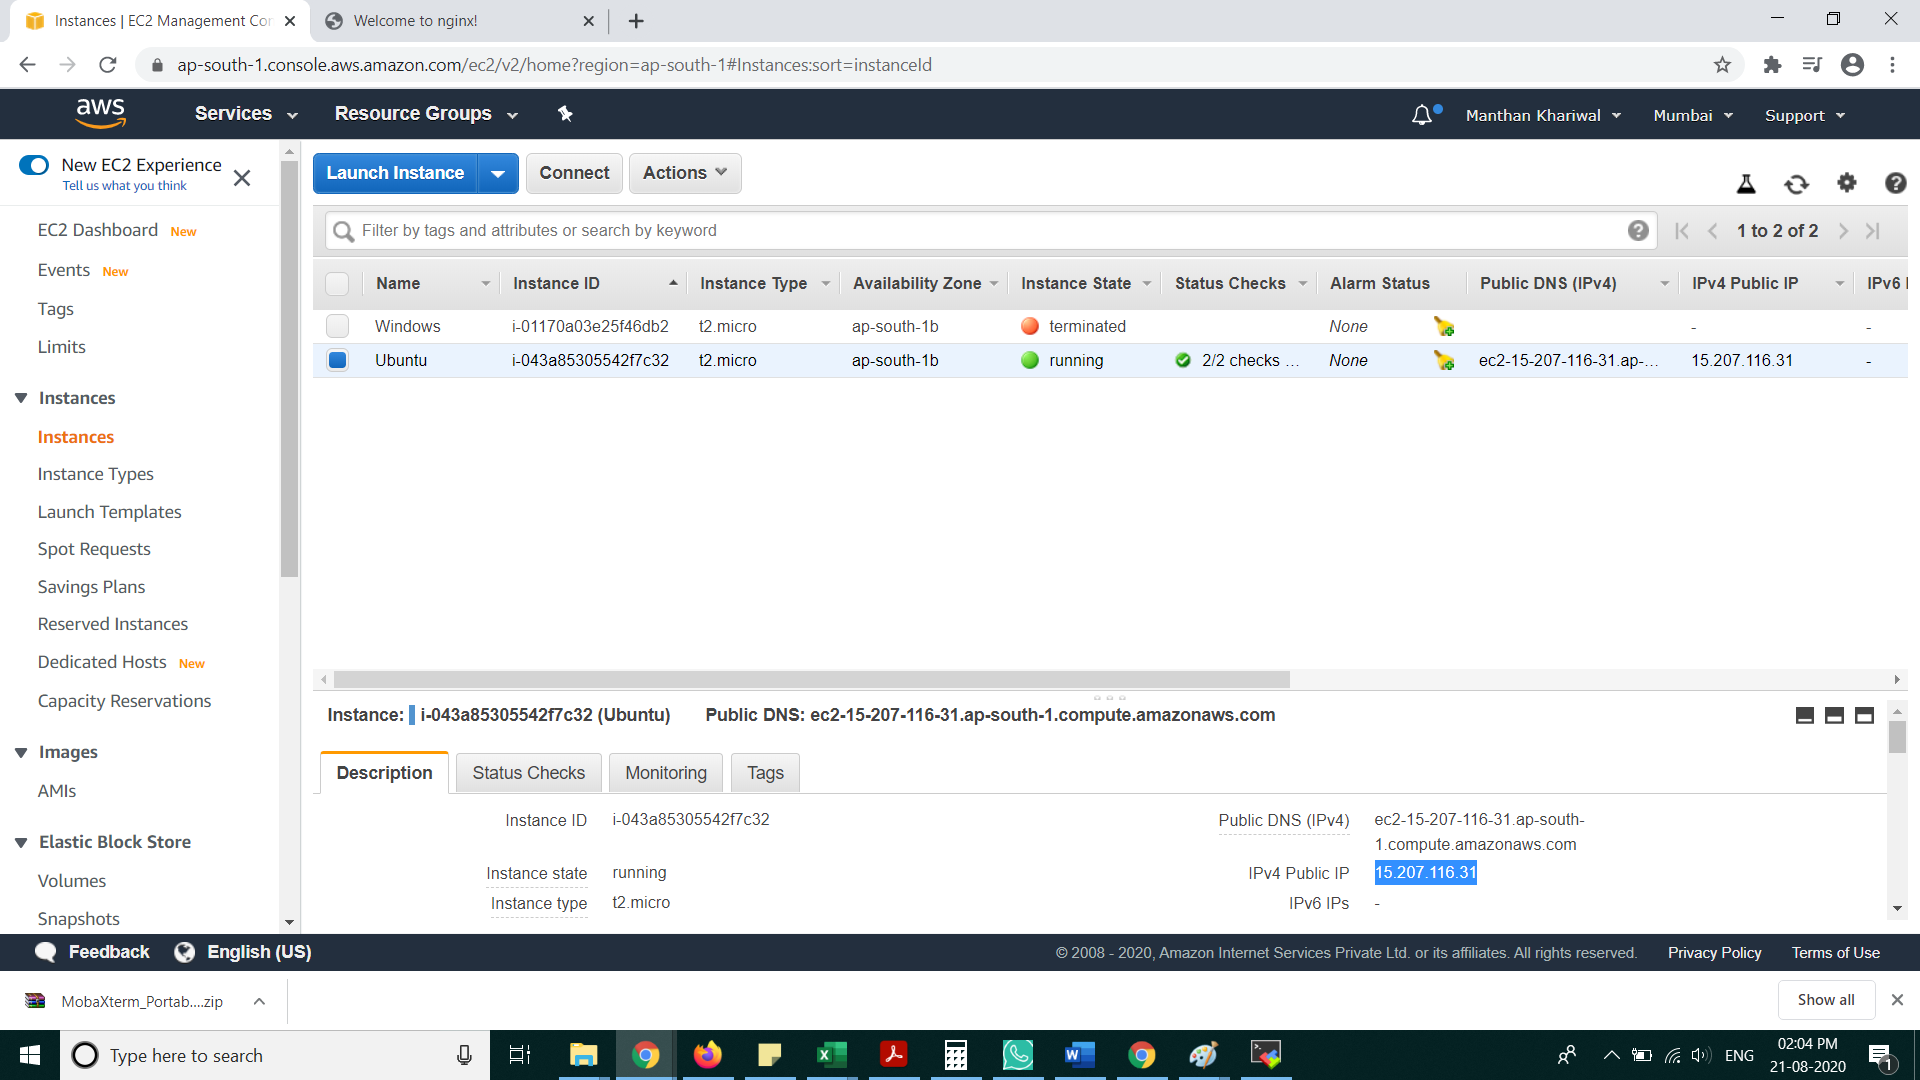 Instances | EC2 Management Con
Welcome to nginx!
ap-south-1.console.aws.amazon.com/ec2/v2/home?region=ap-south-1#Instances:sort=instanceId
aws
Services
Resource Groups
Manthan Khariwal
Mumbai
Support
New EC2 Experience
Tell us what you think
EC2 Dashboard New
Events New
Tags
Limits
Instances
Instances
Instance Types
Launch Templates
Spot Requests
Savings Plans
Reserved Instances
Dedicated Hosts New
Capacity Reservations
Images
AMIs
Elastic Block Store
Volumes
Snapshots
Launch Instance
Connect
Actions
Filter by tags and attributes or search by keyword
1 to 2 of 2
Name Instance ID Instance Type Availability Zone Instance State Status Checks Alarm Status Public DNS (IPv4) IPv4 Public IP IPv6 I
Windows i-01170a03e25f46db2 t2.micro ap-south-1b terminated None - -
Ubuntu i-043a85305542f7c32 t2.micro ap-south-1b running 2/2 checks ... None ec2-15-207-116-31.ap-... 15.207.116.31 -
Instance: i-043a85305542f7c32 (Ubuntu) Public DNS: ec2-15-207-116-31.ap-south-1.compute.amazonaws.com
Description Status Checks Monitoring Tags
Instance ID i-043a85305542f7c32
Instance state running
Instance type t2.micro
Public DNS (IPv4) ec2-15-207-116-31.ap-south-
1.compute.amazonaws.com
IPv4 Public IP 15.207.116.31
IPv6 IPs -
Feedback
English (US)
© 2008 - 2020, Amazon Internet Services Private Ltd. or its affiliates. All rights reserved.
Privacy Policy
Terms of Use
MobaXterm_Portab....zip
Show all
Type here to search
ENG
02:04 PM
21-08-2020
1